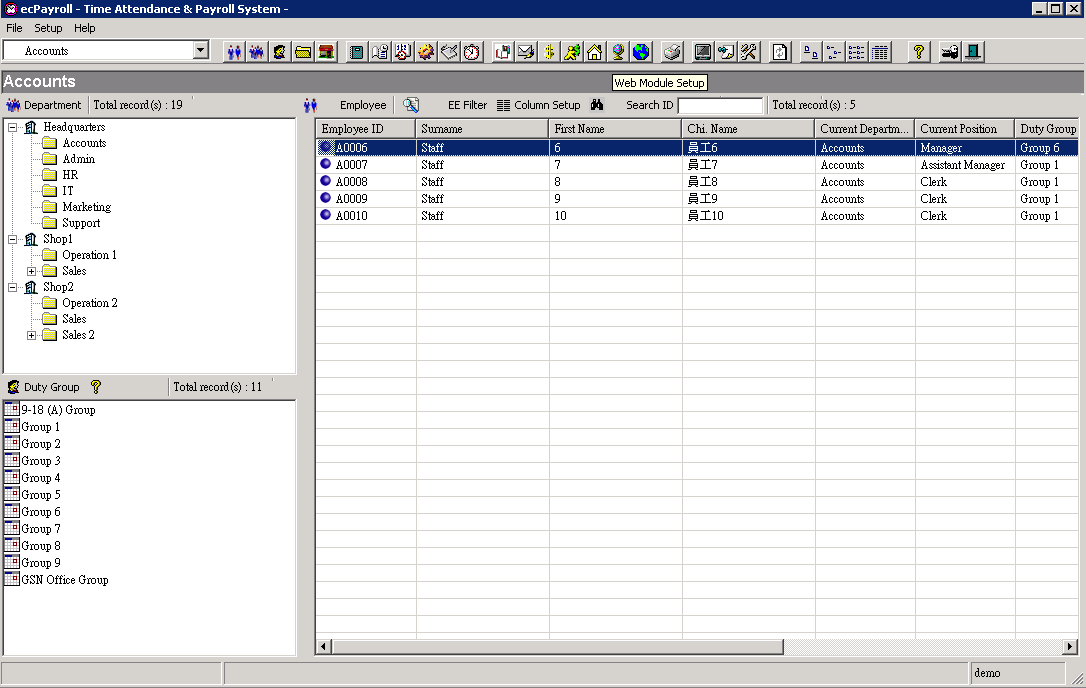 ecPayroll - Time Attendance & Payroll System -
File Setup Help
Accounts
Accounts
Web Module Setup
Department Total record(s) : 19
Employee EE Filter Column Setup Search ID Total record(s) : 5
Headquarters
Accounts
Admin
HR
IT
Marketing
Support
Shop1
Operation 1
Sales
Shop2
Operation 2
Sales
Sales 2
Employee ID Surname First Name Chi. Name Current Departm... Current Position Duty Group
A0006 Staff 6 員工6 Accounts Manager Group 6
A0007 Staff 7 員工7 Accounts Assistant Manager Group 1
A0008 Staff 8 員工8 Accounts Clerk Group 1
A0009 Staff 9 員工9 Accounts Clerk Group 1
A0010 Staff 10 員工10 Accounts Clerk Group 1
Duty Group Total record(s) : 11
9-18 (A) Group
Group 1
Group 2
Group 3
Group 4
Group 5
Group 6
Group 7
Group 8
Group 9
GSN Office Group
demo